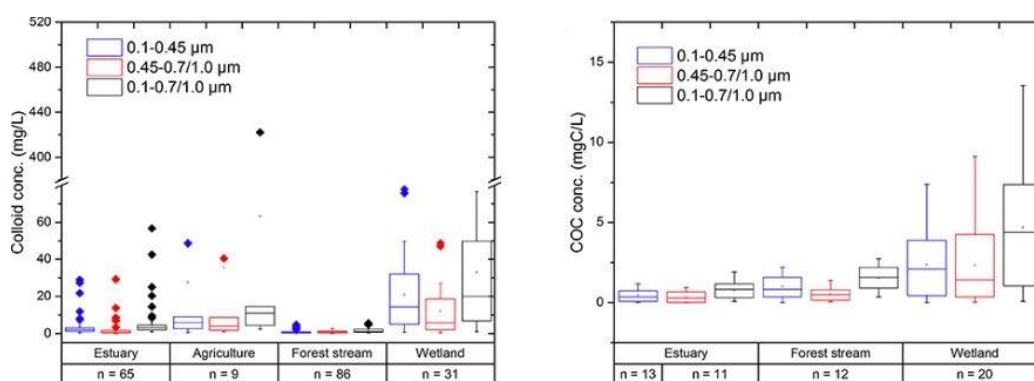 520
480
440
400
60
40
20
0
Colloid conc. (mg/L)
0.1-0.45 µm
0.45-0.7/1.0 µm
0.1-0.7/1.0 µm
Estuary Agriculture Forest stream Wetland
n = 65 n = 9 n = 86 n = 31
15
10
5
0
COC conc. (mgC/L)
0.1-0.45 µm
0.45-0.7/1.0 µm
0.1-0.7/1.0 µm
Estuary Forest stream Wetland
n = 13 n = 11 n = 12 n = 20